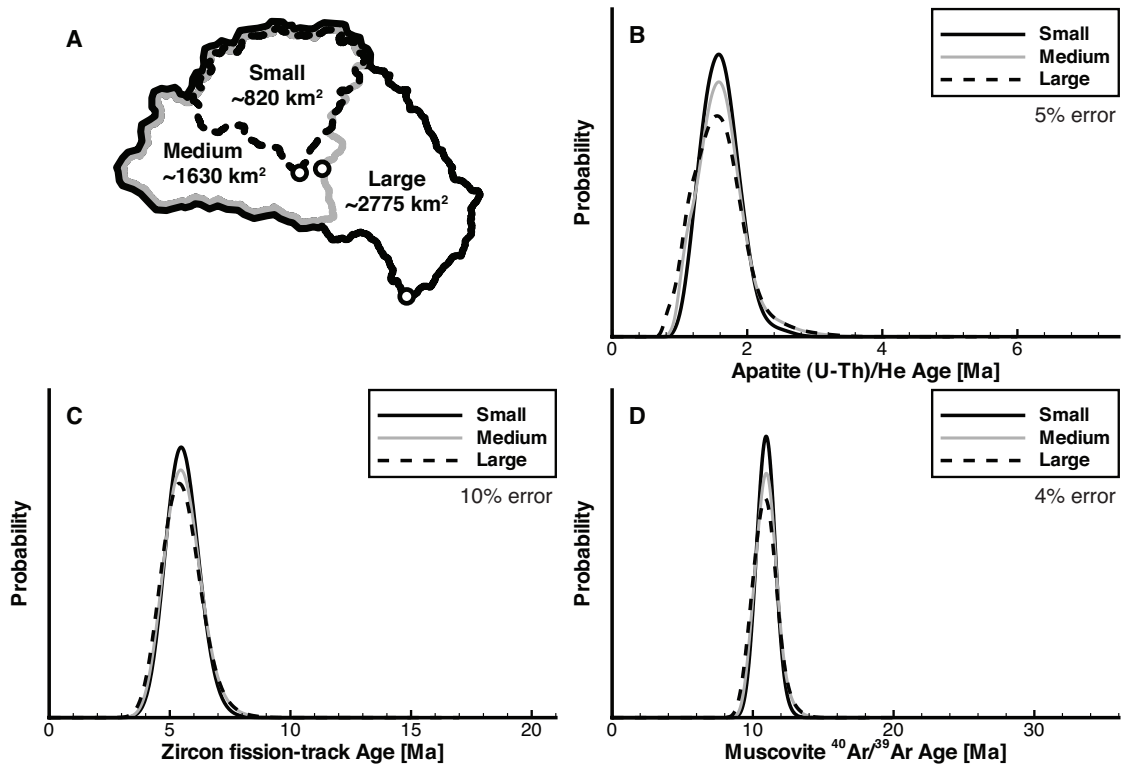 A
Small
~820 km²
Medium
~1630 km²
Large
~2775 km²
B
Small
Medium
Large
5% error
Probability
0 2 4 6
Apatite (U-Th)/He Age [Ma]
C
Small
Medium
Large
10% error
Probability
0 5 10 15 20
Zircon fission-track Age [Ma]
D
Small
Medium
Large
4% error
Probability
0 10 20 30
Muscovite ⁴⁰Ar/³⁹Ar Age [Ma]